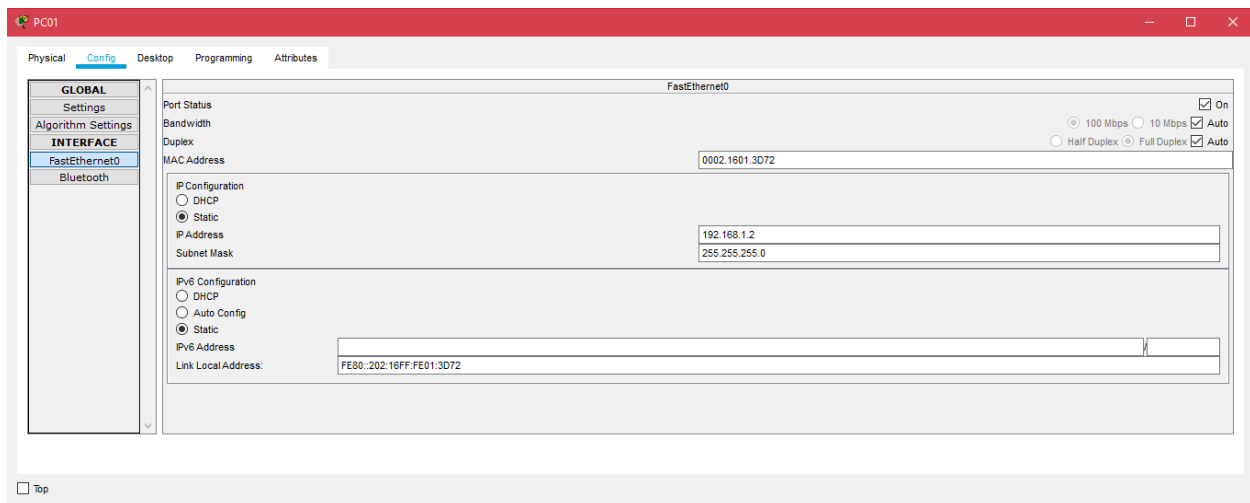 PC01
Physical Config Desktop Programming Attributes
GLOBAL
Settings
Algorithm Settings
INTERFACE
FastEthernet0
Bluetooth
FastEthernet0
Port Status On
Bandwidth 100 Mbps 10 Mbps Auto
Duplex Half Duplex Full Duplex Auto
MAC Address 0002.1601.3D72
IP Configuration
DHCP
Static
IP Address 192.168.1.2
Subnet Mask 255.255.255.0
IPv6 Configuration
DHCP
Auto Config
Static
IPv6 Address /
Link Local Address: FE80::202:16FF:FE01:3D72
Top